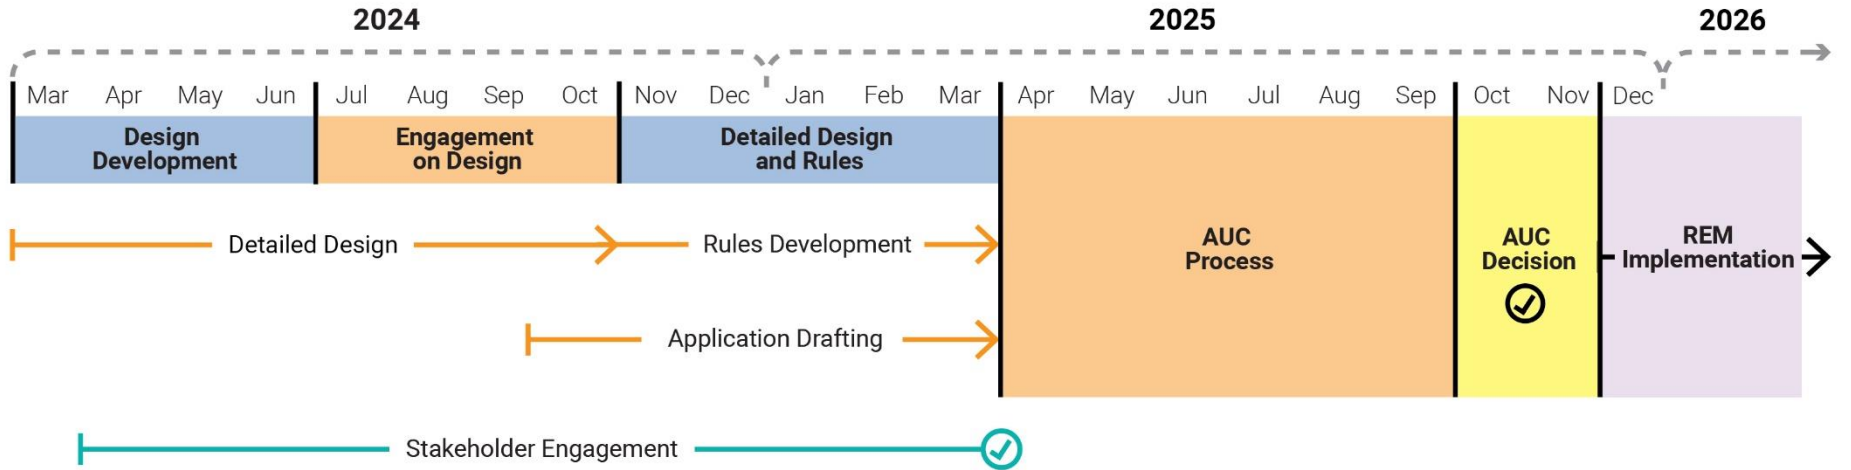 2024 2025 2026
Mar Apr May Jun Jul Aug Sep Oct Nov Dec Jan Feb Mar Apr May Jun Jul Aug Sep Oct Nov Dec
Design
Development
Engagement
on Design
Detailed Design
and Rules
AUC
Process
AUC
Decision
REM
Implementation
Detailed Design
Rules Development
Application Drafting
Stakeholder Engagement